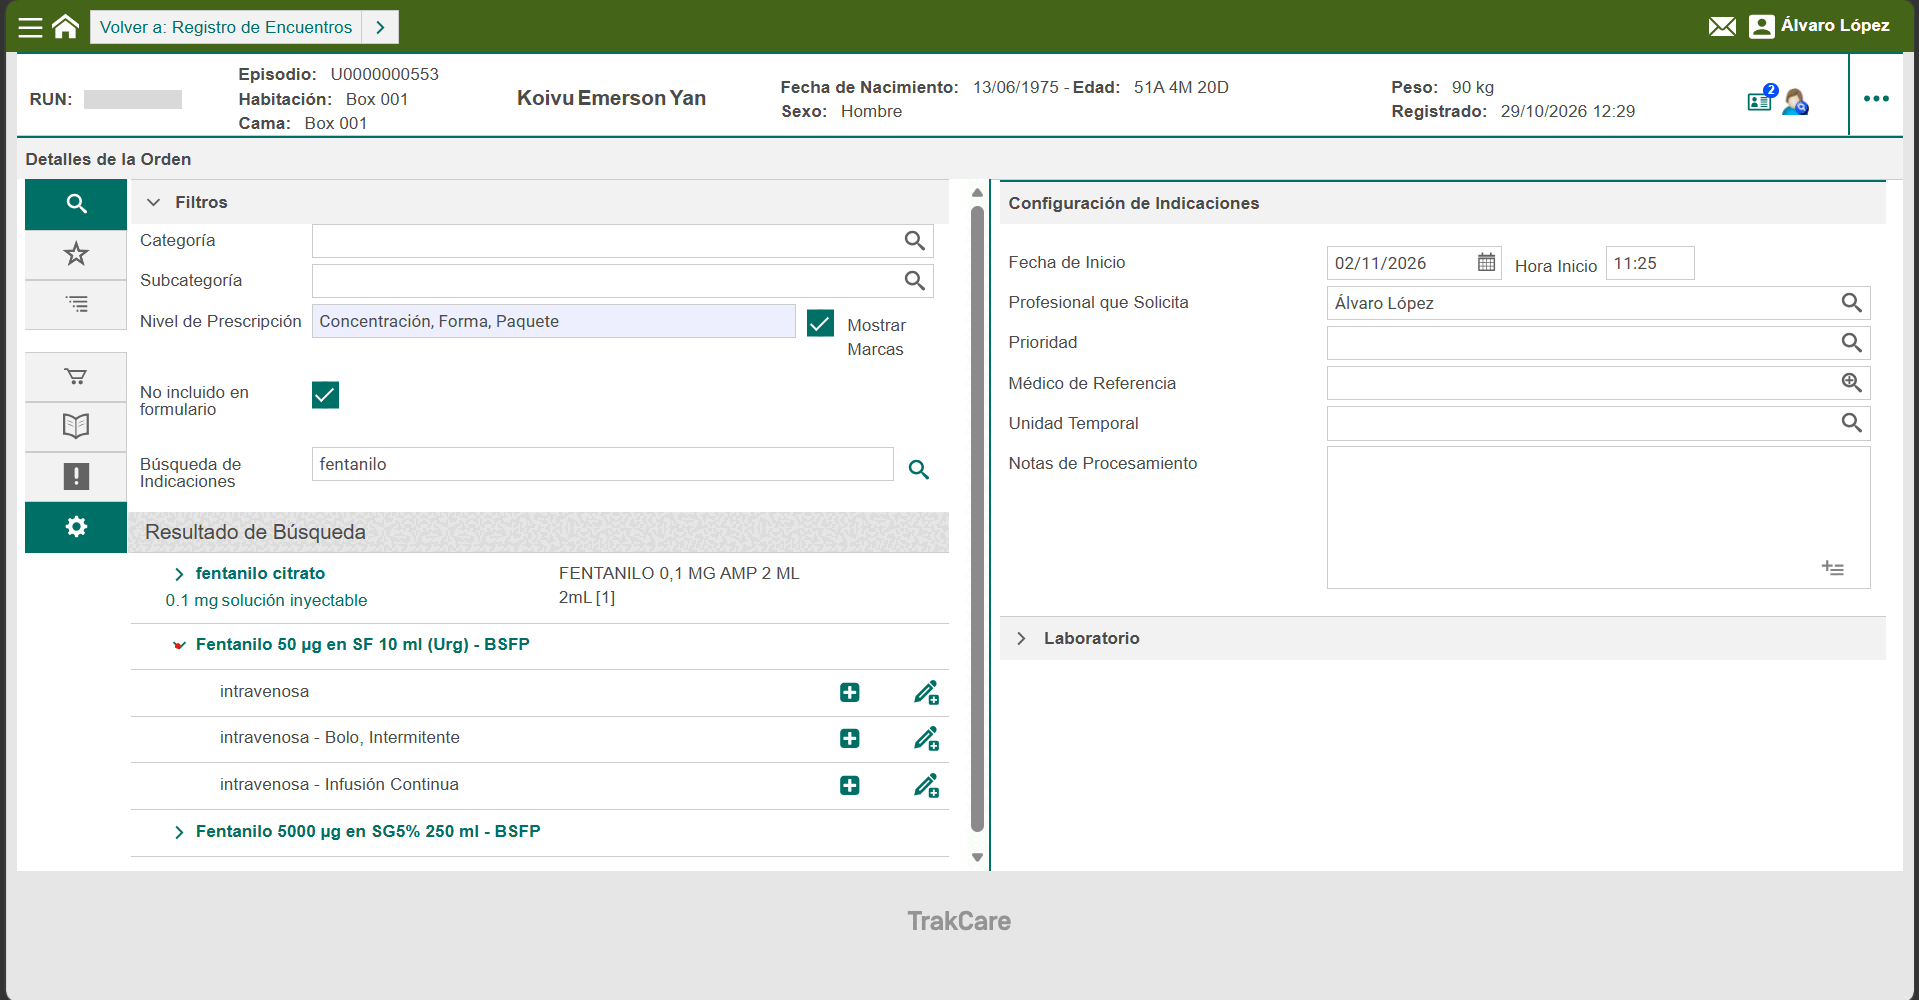 Volver a: Registro de Encuentros
Álvaro López
RUN:
Episodio: U0000000553
Habitación: Box 001
Cama: Box 001
Koivu Emerson Yan
Fecha de Nacimiento: 13/06/1975 - Edad: 51A 4M 20D
Sexo: Hombre
Peso: 90 kg
Registrado: 29/10/2026 12:29
2
Detalles de la Orden
Filtros
Categoría
Subcategoría
Nivel de Prescripción Concentración, Forma, Paquete
Mostrar
Marcas
No incluido en
formulario
Búsqueda de
Indicaciones
fentanilo
Resultado de Búsqueda
fentanilo citrato
0.1 mg solución inyectable
FENTANILO 0,1 MG AMP 2 ML
2mL [1]
Fentanilo 50 µg en SF 10 ml (Urg) - BSFP
intravenosa
intravenosa - Bolo, Intermitente
intravenosa - Infusión Continua
Fentanilo 5000 µg en SG5% 250 ml - BSFP
Configuración de Indicaciones
Fecha de Inicio 02/11/2026 Hora Inicio 11:25
Profesional que Solicita Álvaro López
Prioridad
Médico de Referencia
Unidad Temporal
Notas de Procesamiento
Laboratorio
TrakCare